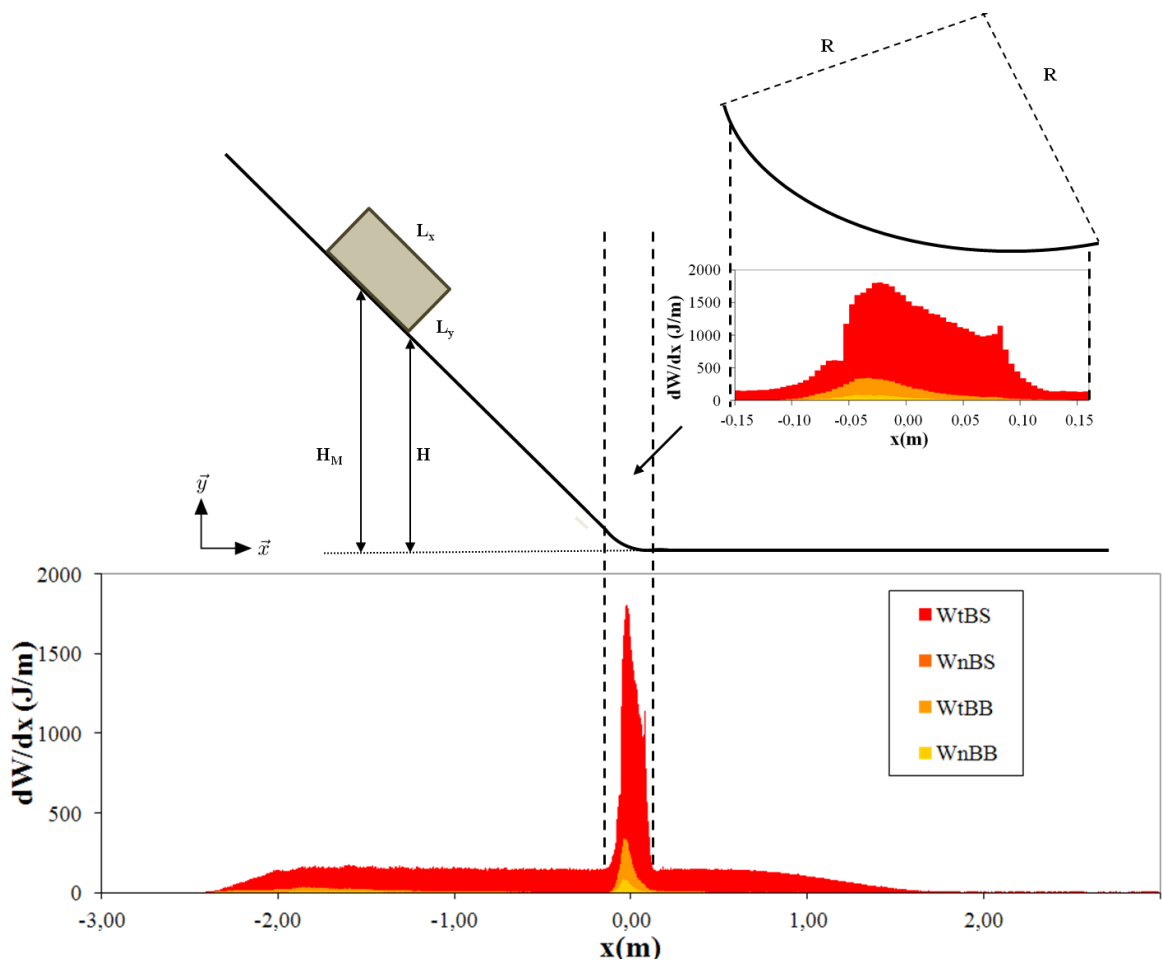 R
R
L_x
L_y
H_M
H
\vec{y}
\vec{x}
2000
1500
1000
500
0
dW/dx (J/m)
-0,15
-0,10
-0,05
0,00
0,05
0,10
0,15
x(m)
2000
1500
1000
500
0
dW/dx (J/m)
WtBS
WnBS
WtBB
WnBB
-3,00
-2,00
-1,00
0,00
1,00
2,00
x(m)